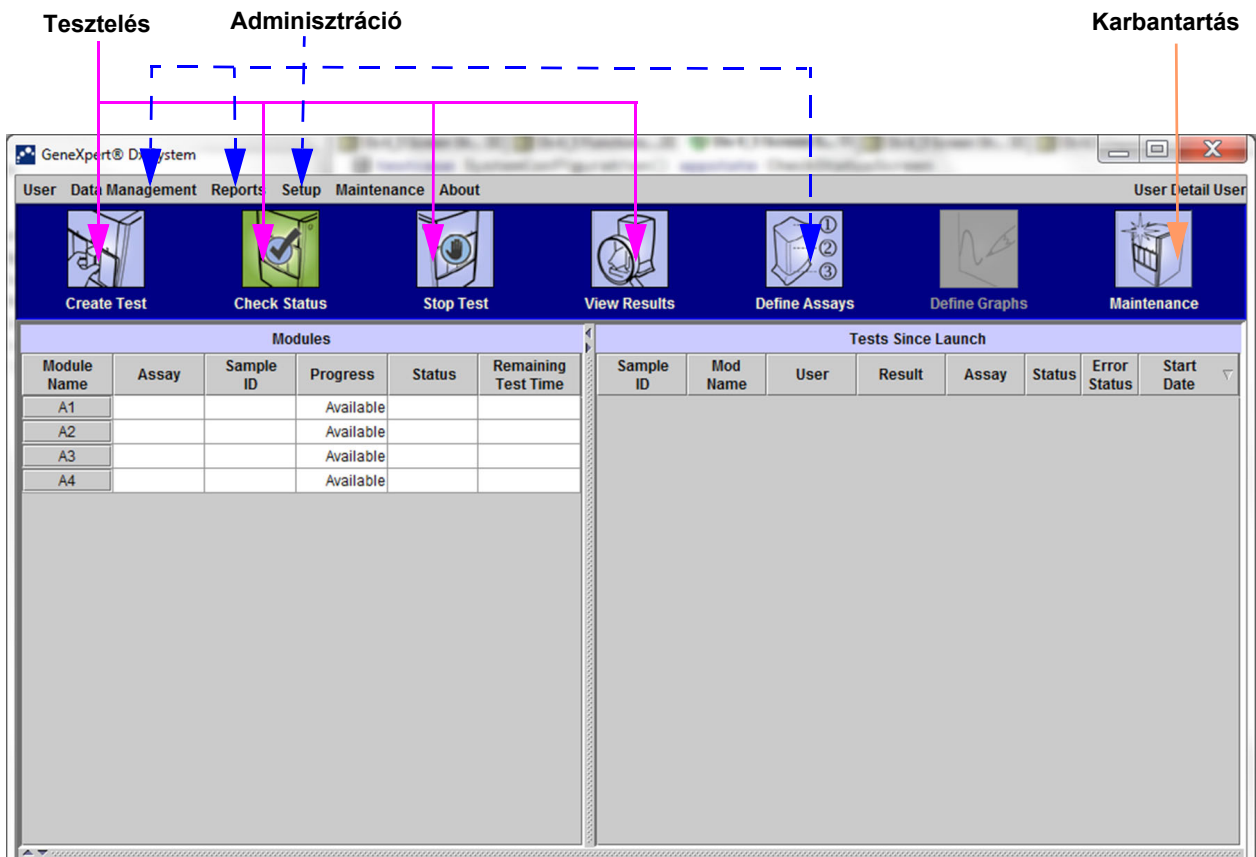 Tesztelés Adminisztráció Karbantartás
GeneXpert® Dx System
User Data Management Reports Setup Maintenance About User Detail User
Create Test Check Status Stop Test View Results Define Assays Define Graphs Maintenance
Modules
Module Name Assay Sample ID Progress Status Remaining Test Time
A1 Available
A2 Available
A3 Available
A4 Available
Tests Since Launch
Sample ID Mod Name User Result Assay Status Error Status Start Date